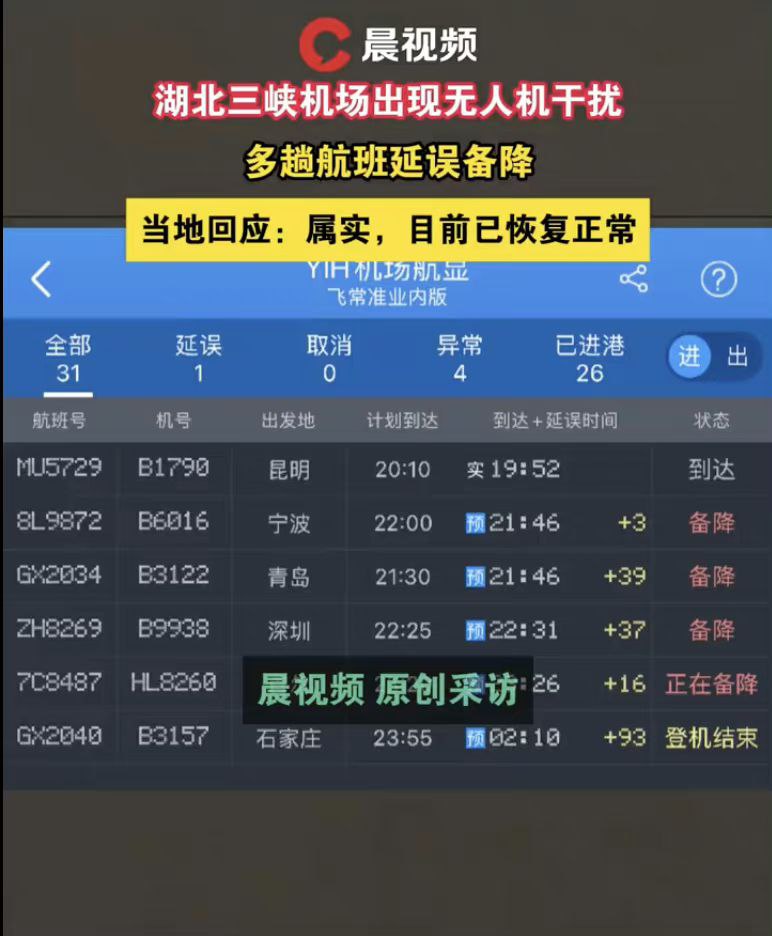 晨视频
湖北三峡机场出现无人机干扰
多趟航班延误备降
当地回应：属实，目前已恢复正常
YIH 机场航显
飞常准业内版
全部 延误 取消 异常 已进港 进 出
31 1 0 4 26
航班号 机号 出发地 计划到达 到达+延误时间 状态
MU5729 B1790 昆明 20:10 实 19:52 到达
8L9872 B6016 宁波 22:00 预 21:46 +3 备降
GX2034 B3122 青岛 21:30 预 21:46 +39 备降
ZH8269 B9938 深圳 22:25 预 22:31 +37 备降
7C8487 HL8260 :26 +16 正在备降
晨视频 原创采访
GX2040 B3157 石家庄 23:55 预 02:10 +93 登机结束